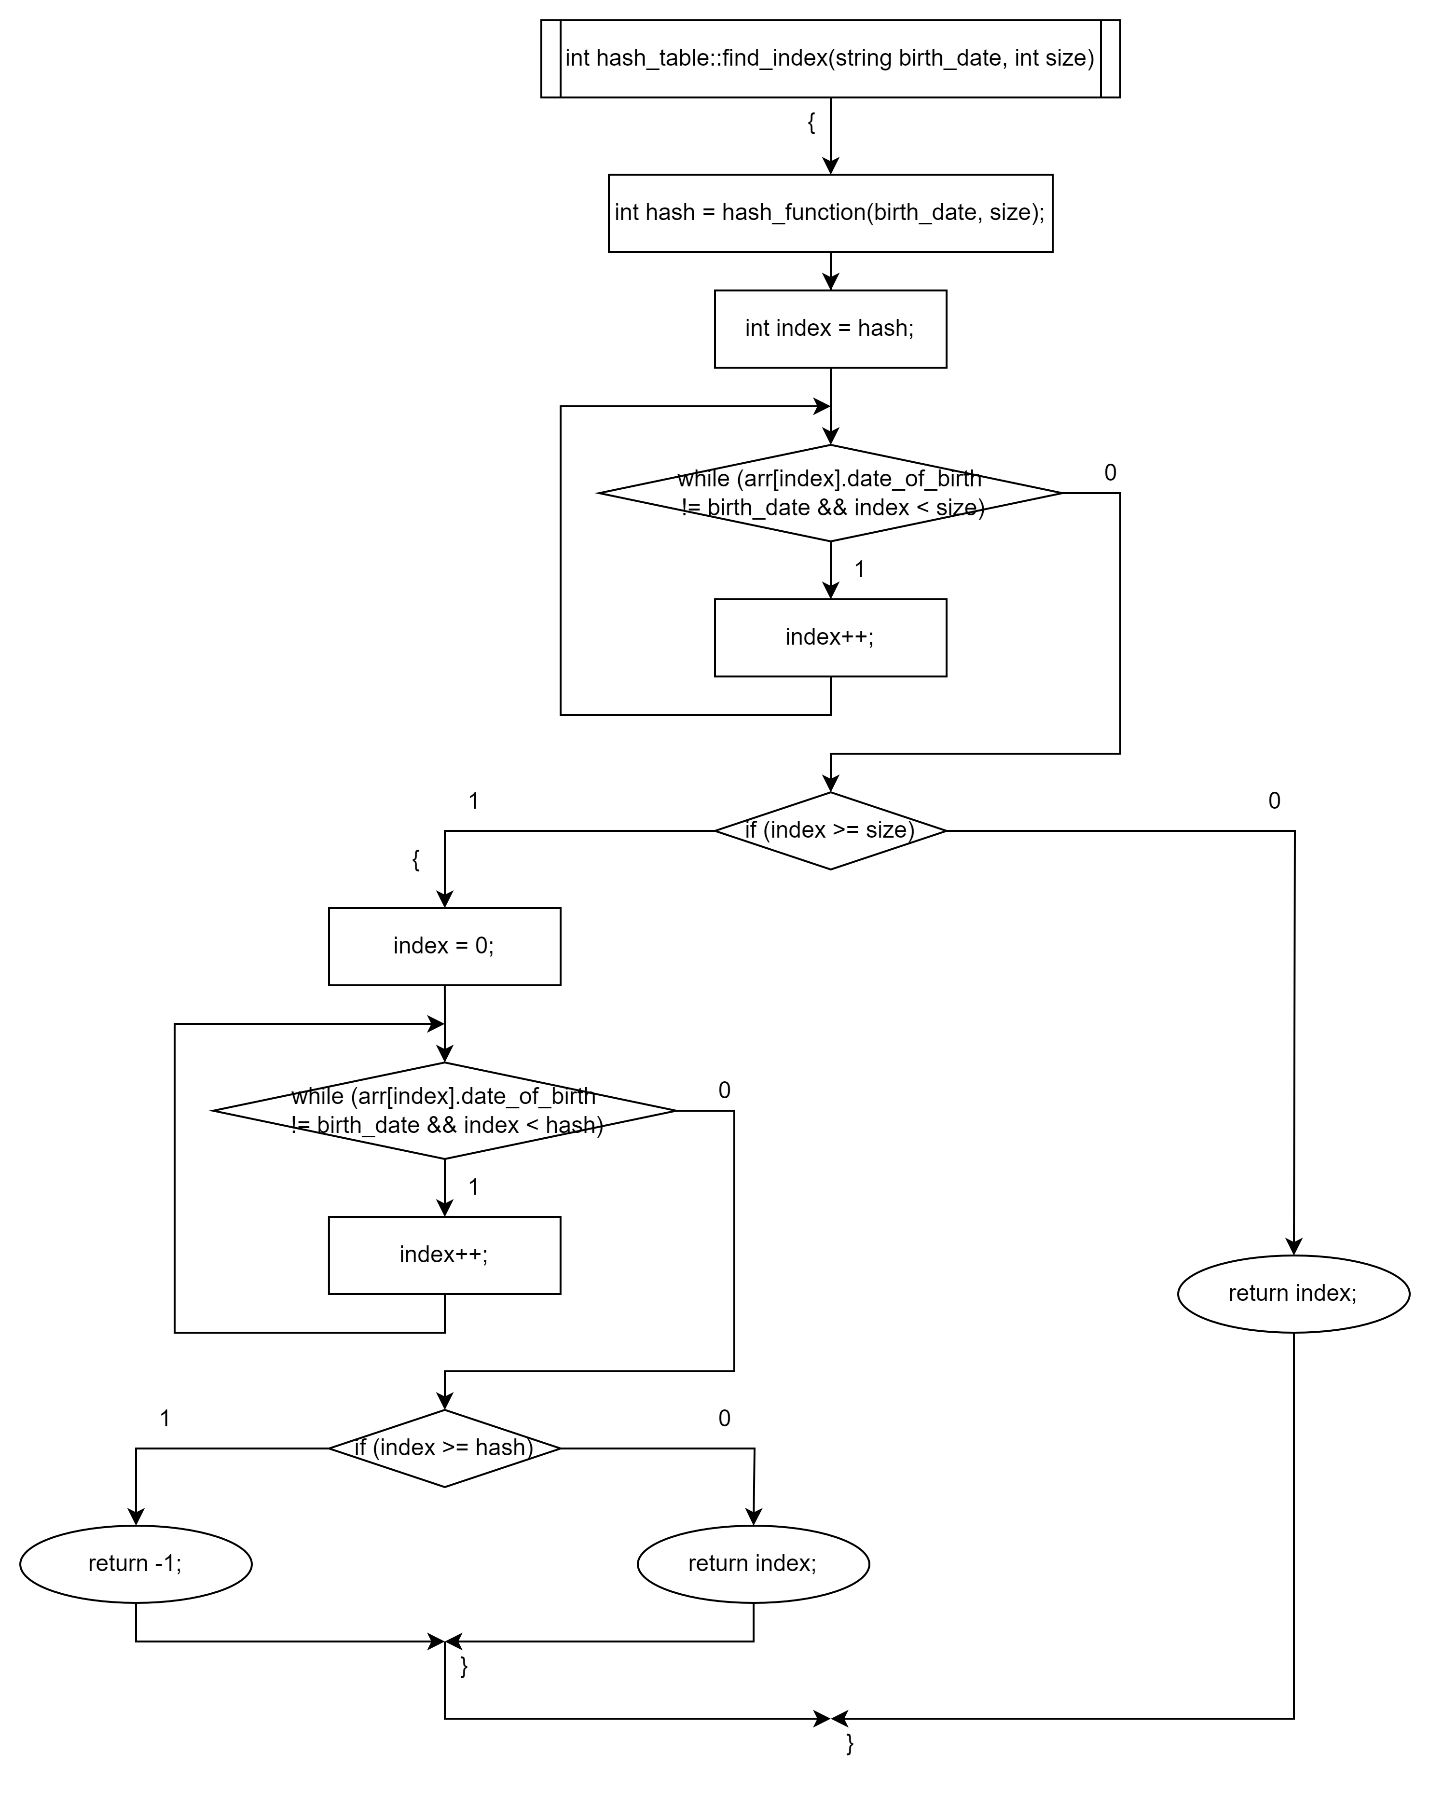 int hash_table::find_index(string birth_date, int size)
{
int hash = hash_function(birth_date, size);
int index = hash;
while (arr[index].date_of_birth
!= birth_date && index < size)
0
1
index++;
1
if (index >= size)
0
{
index = 0;
while (arr[index].date_of_birth
!= birth_date && index < hash)
0
1
index++;
return index;
1
if (index >= hash)
0
return -1;
return index;
}
}